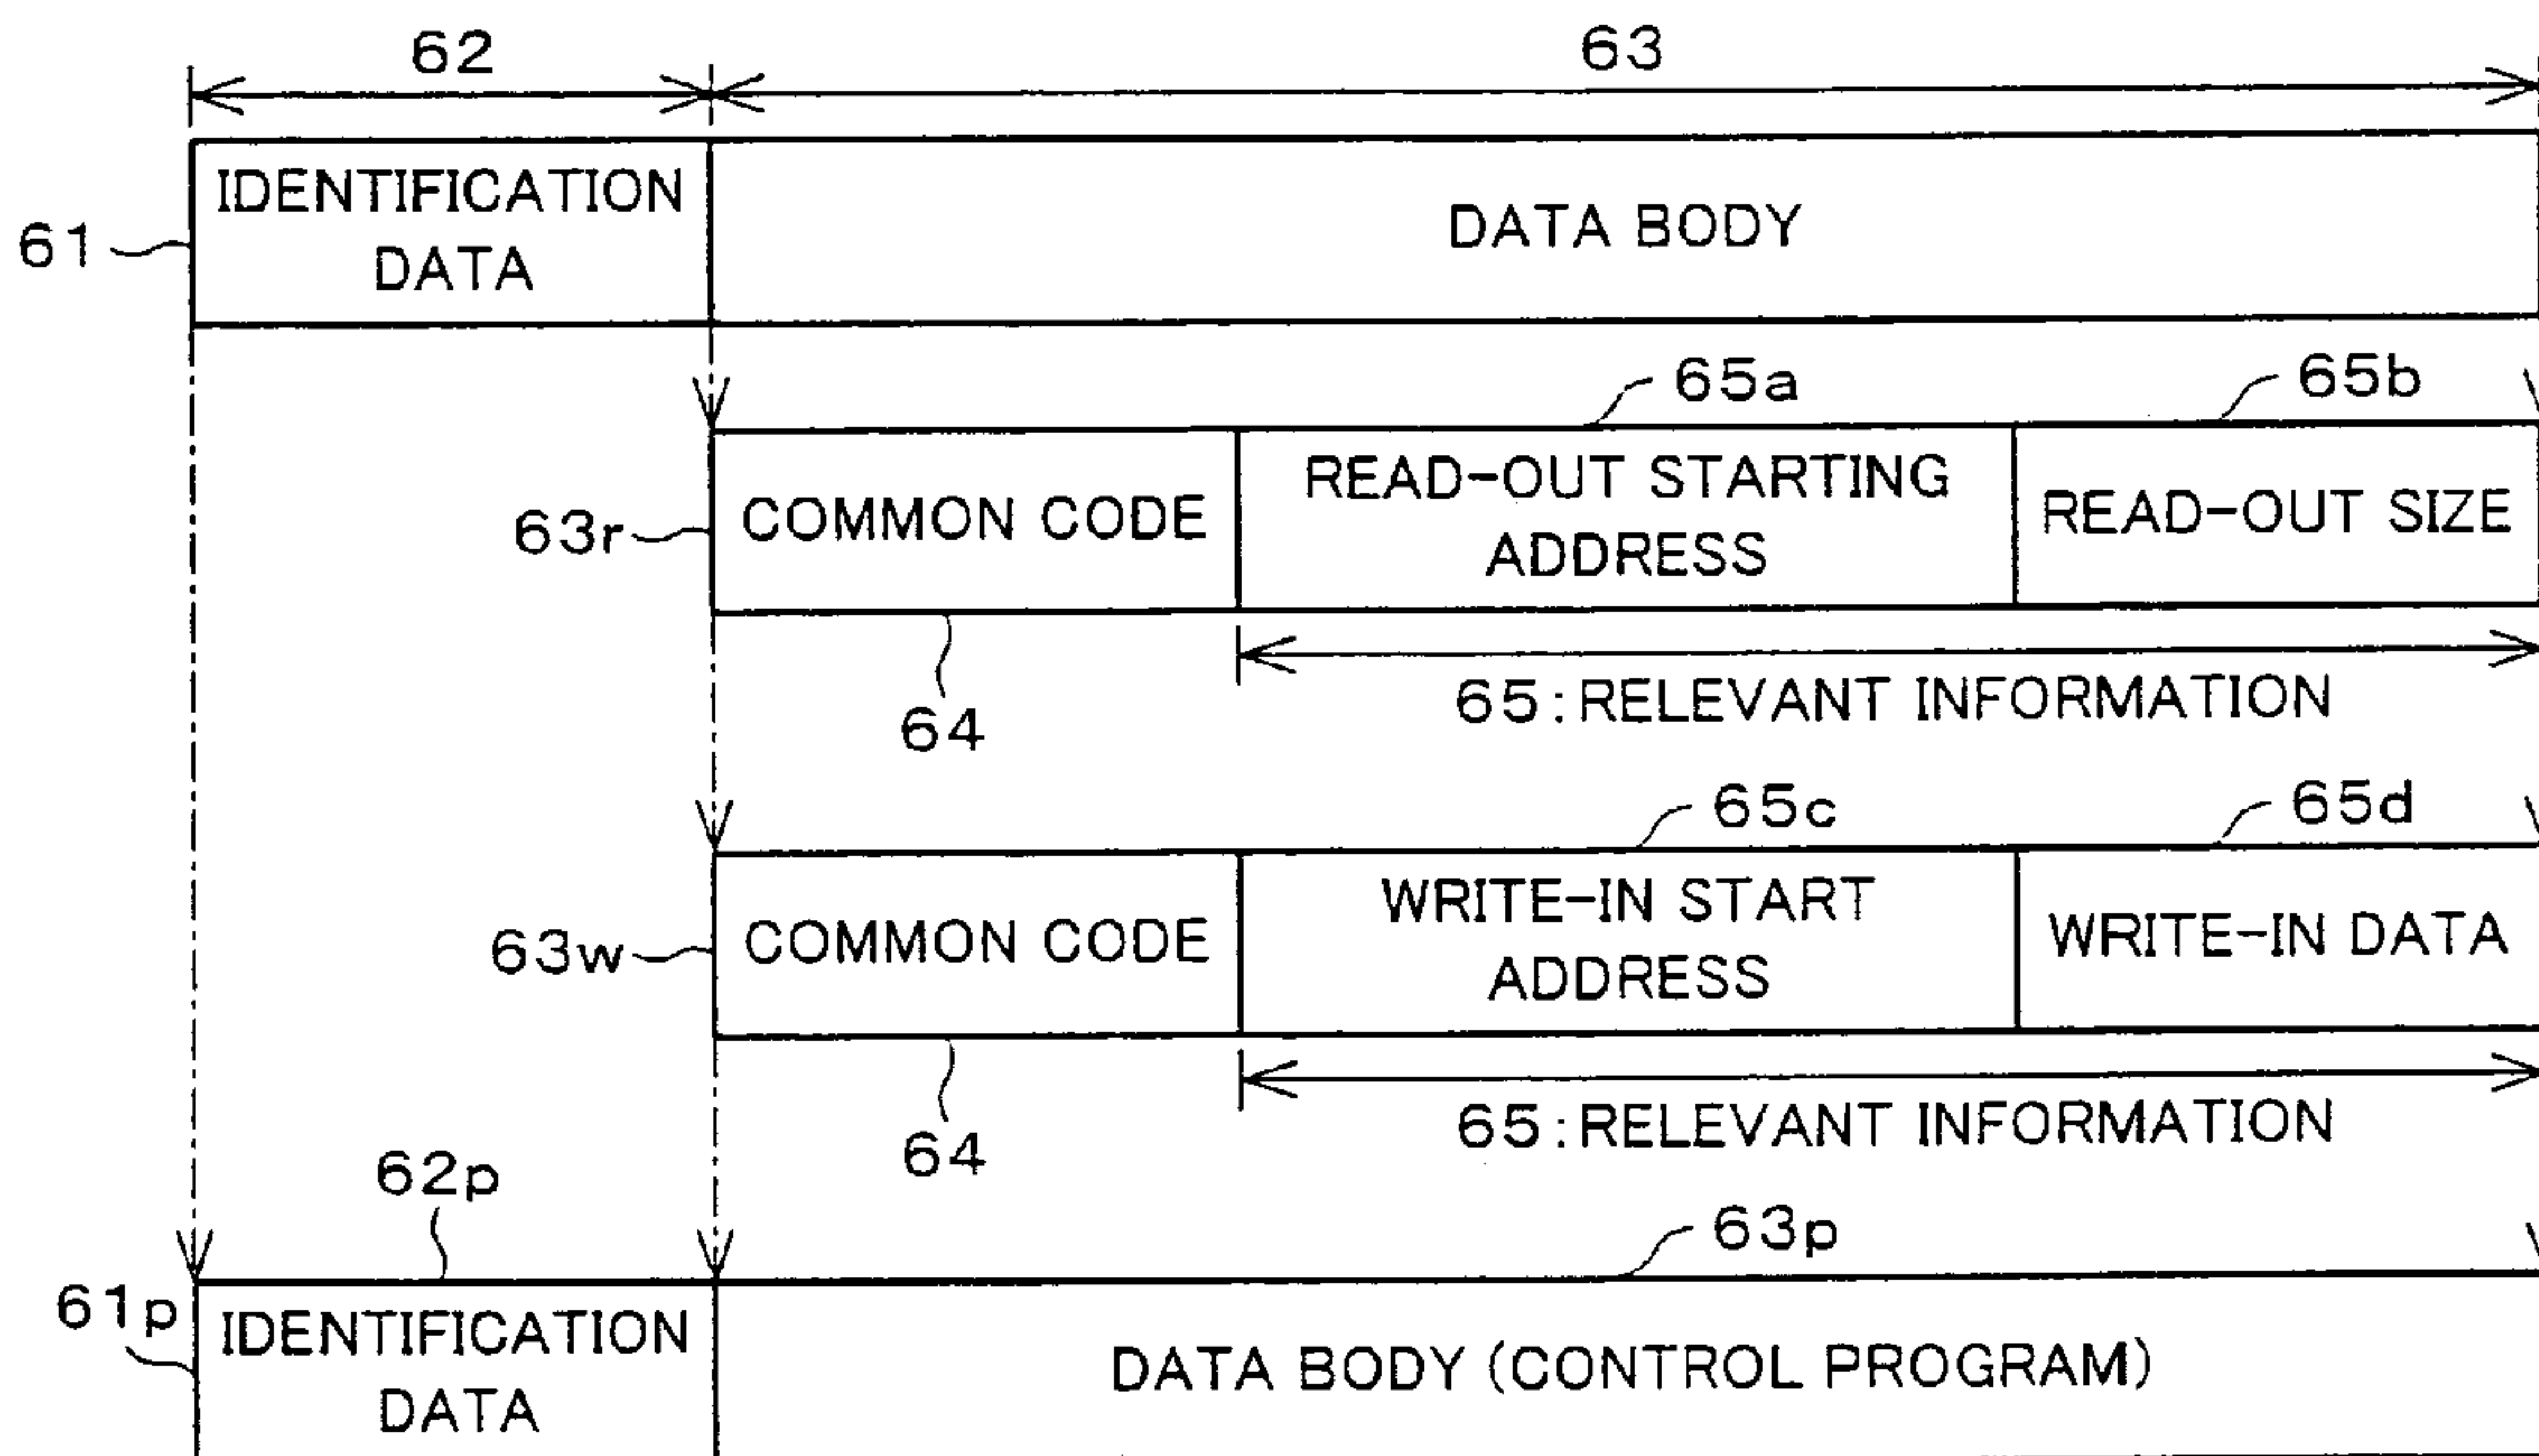 62
63
61
IDENTIFICATION
DATA
DATA BODY
65a
65b
63r
COMMON CODE
READ-OUT STARTING
ADDRESS
READ-OUT SIZE
64
65:RELEVANT INFORMATION
65c
65d
63w
COMMON CODE
WRITE-IN START
ADDRESS
WRITE-IN DATA
64
65:RELEVANT INFORMATION
62p
63p
61p
IDENTIFICATION
DATA
DATA BODY (CONTROL PROGRAM)